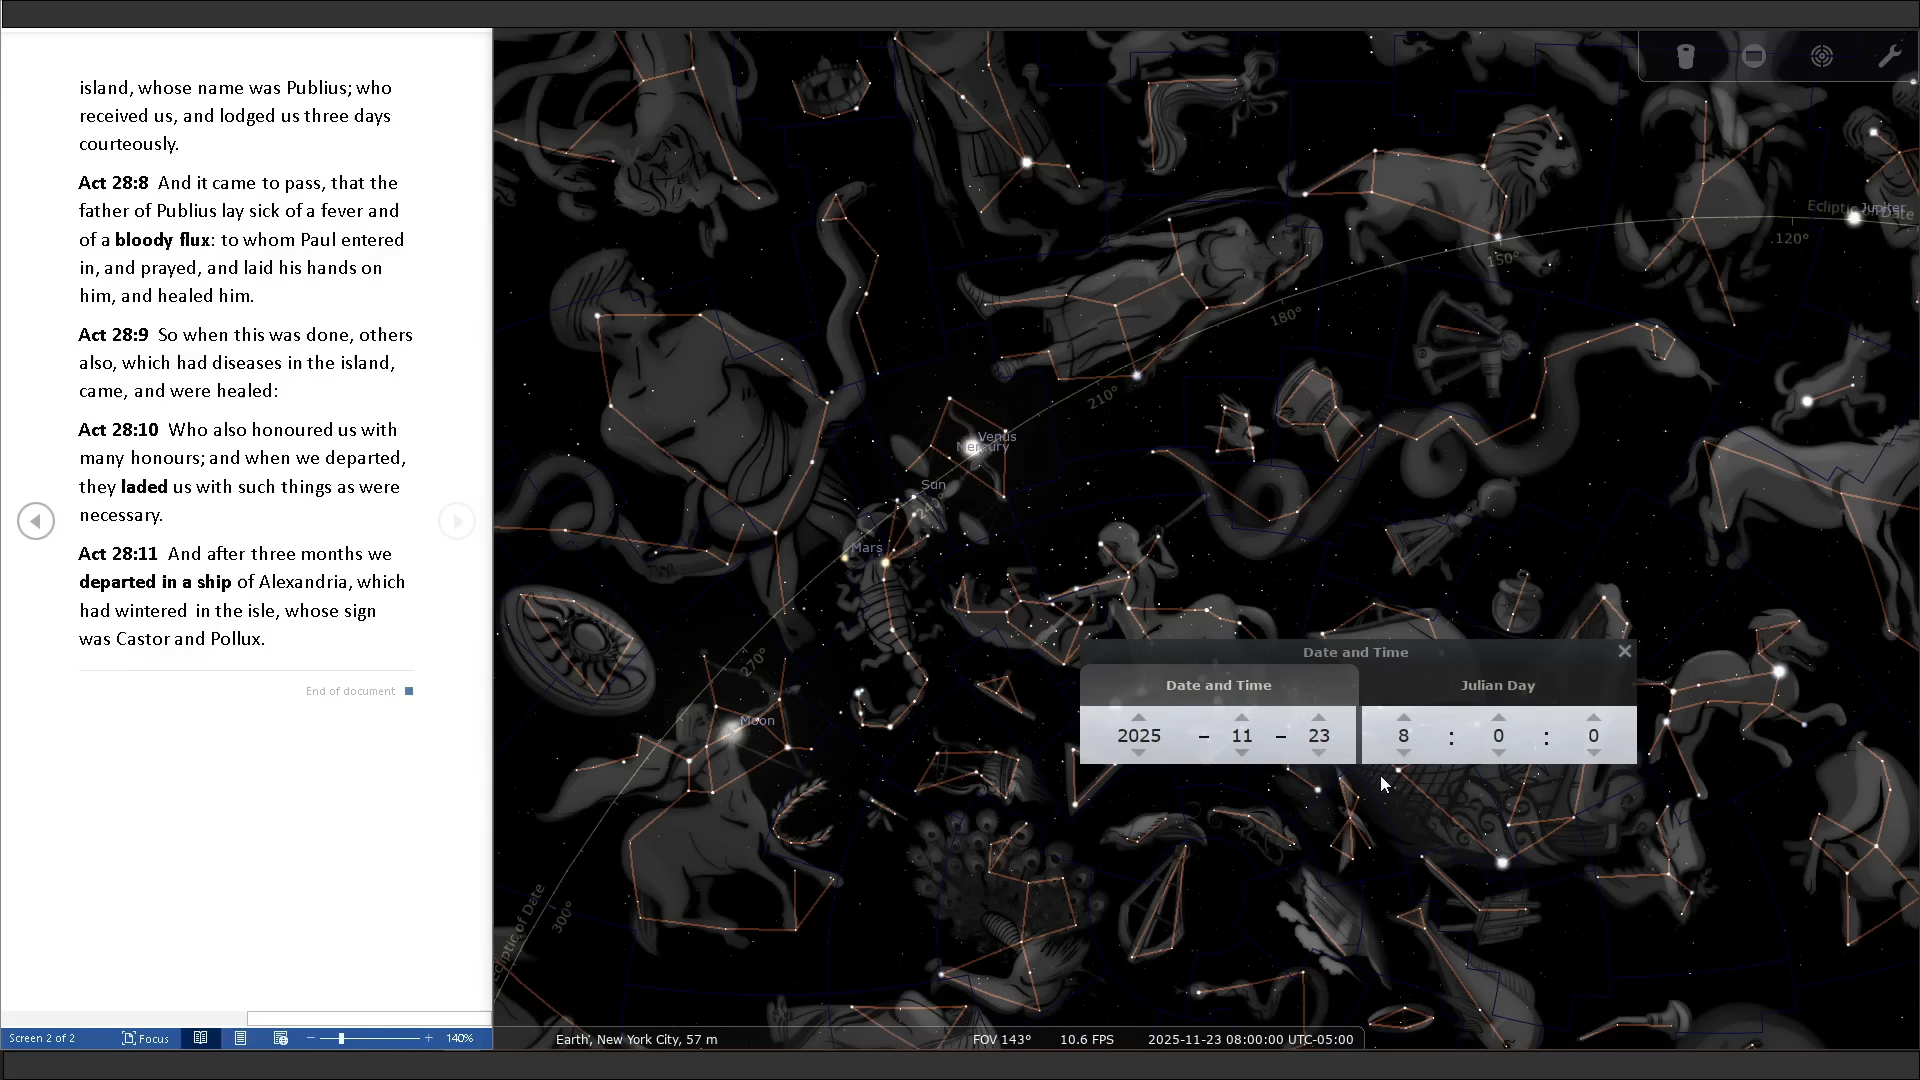 island, whose name was Publius; who
received us, and lodged us three days
courteously.
Act 28:8 And it came to pass, that the
father of Publius lay sick of a fever and
of a bloody flux: to whom Paul entered
in, and prayed, and laid his hands on
him, and healed him.
Act 28:9 So when this was done, others
also, which had diseases in the island,
came, and were healed:
Act 28:10 Who also honoured us with
many honours; and when we departed,
they laded us with such things as were
necessary.
Act 28:11 And after three months we
departed in a ship of Alexandria, which
had wintered in the isle, whose sign
was Castor and Pollux.
End of document
Screen 2 of 2
Focus
140%
Ecliptic of Date
Jupiter
120°
150°
180°
210°
Venus
Mercury
Sun
240°
Mars
270°
Moon
300°
Ecliptic of Date
Date and Time
Date and Time
Julian Day
2025 - 11 - 23
8 : 0 : 0
Earth, New York City, 57 m
FOV 143°
10.6 FPS
2025-11-23 08:00:00 UTC-05:00